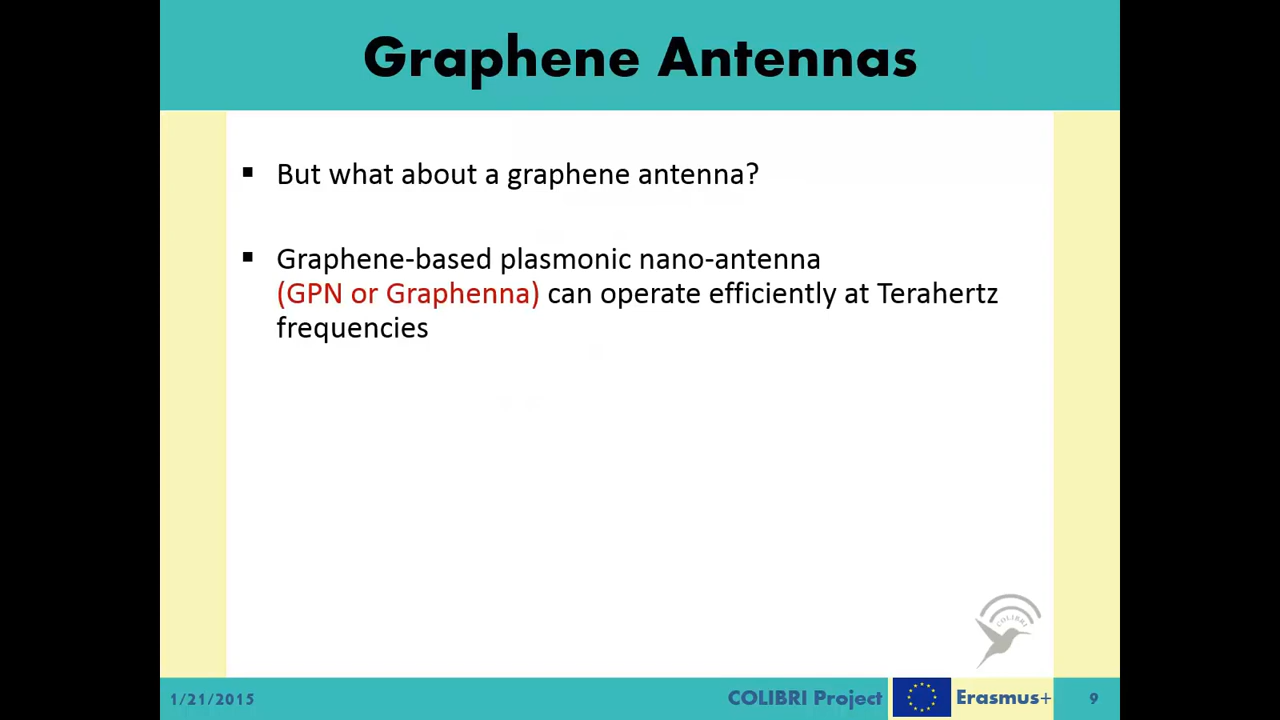 Graphene Antennas
▪ But what about a graphene antenna?
▪ Graphene-based plasmonic nano-antenna
(GPN or Graphenna) can operate efficiently at Terahertz
frequencies
COLIBRI
1/21/2015
COLIBRI Project
Erasmus+
9